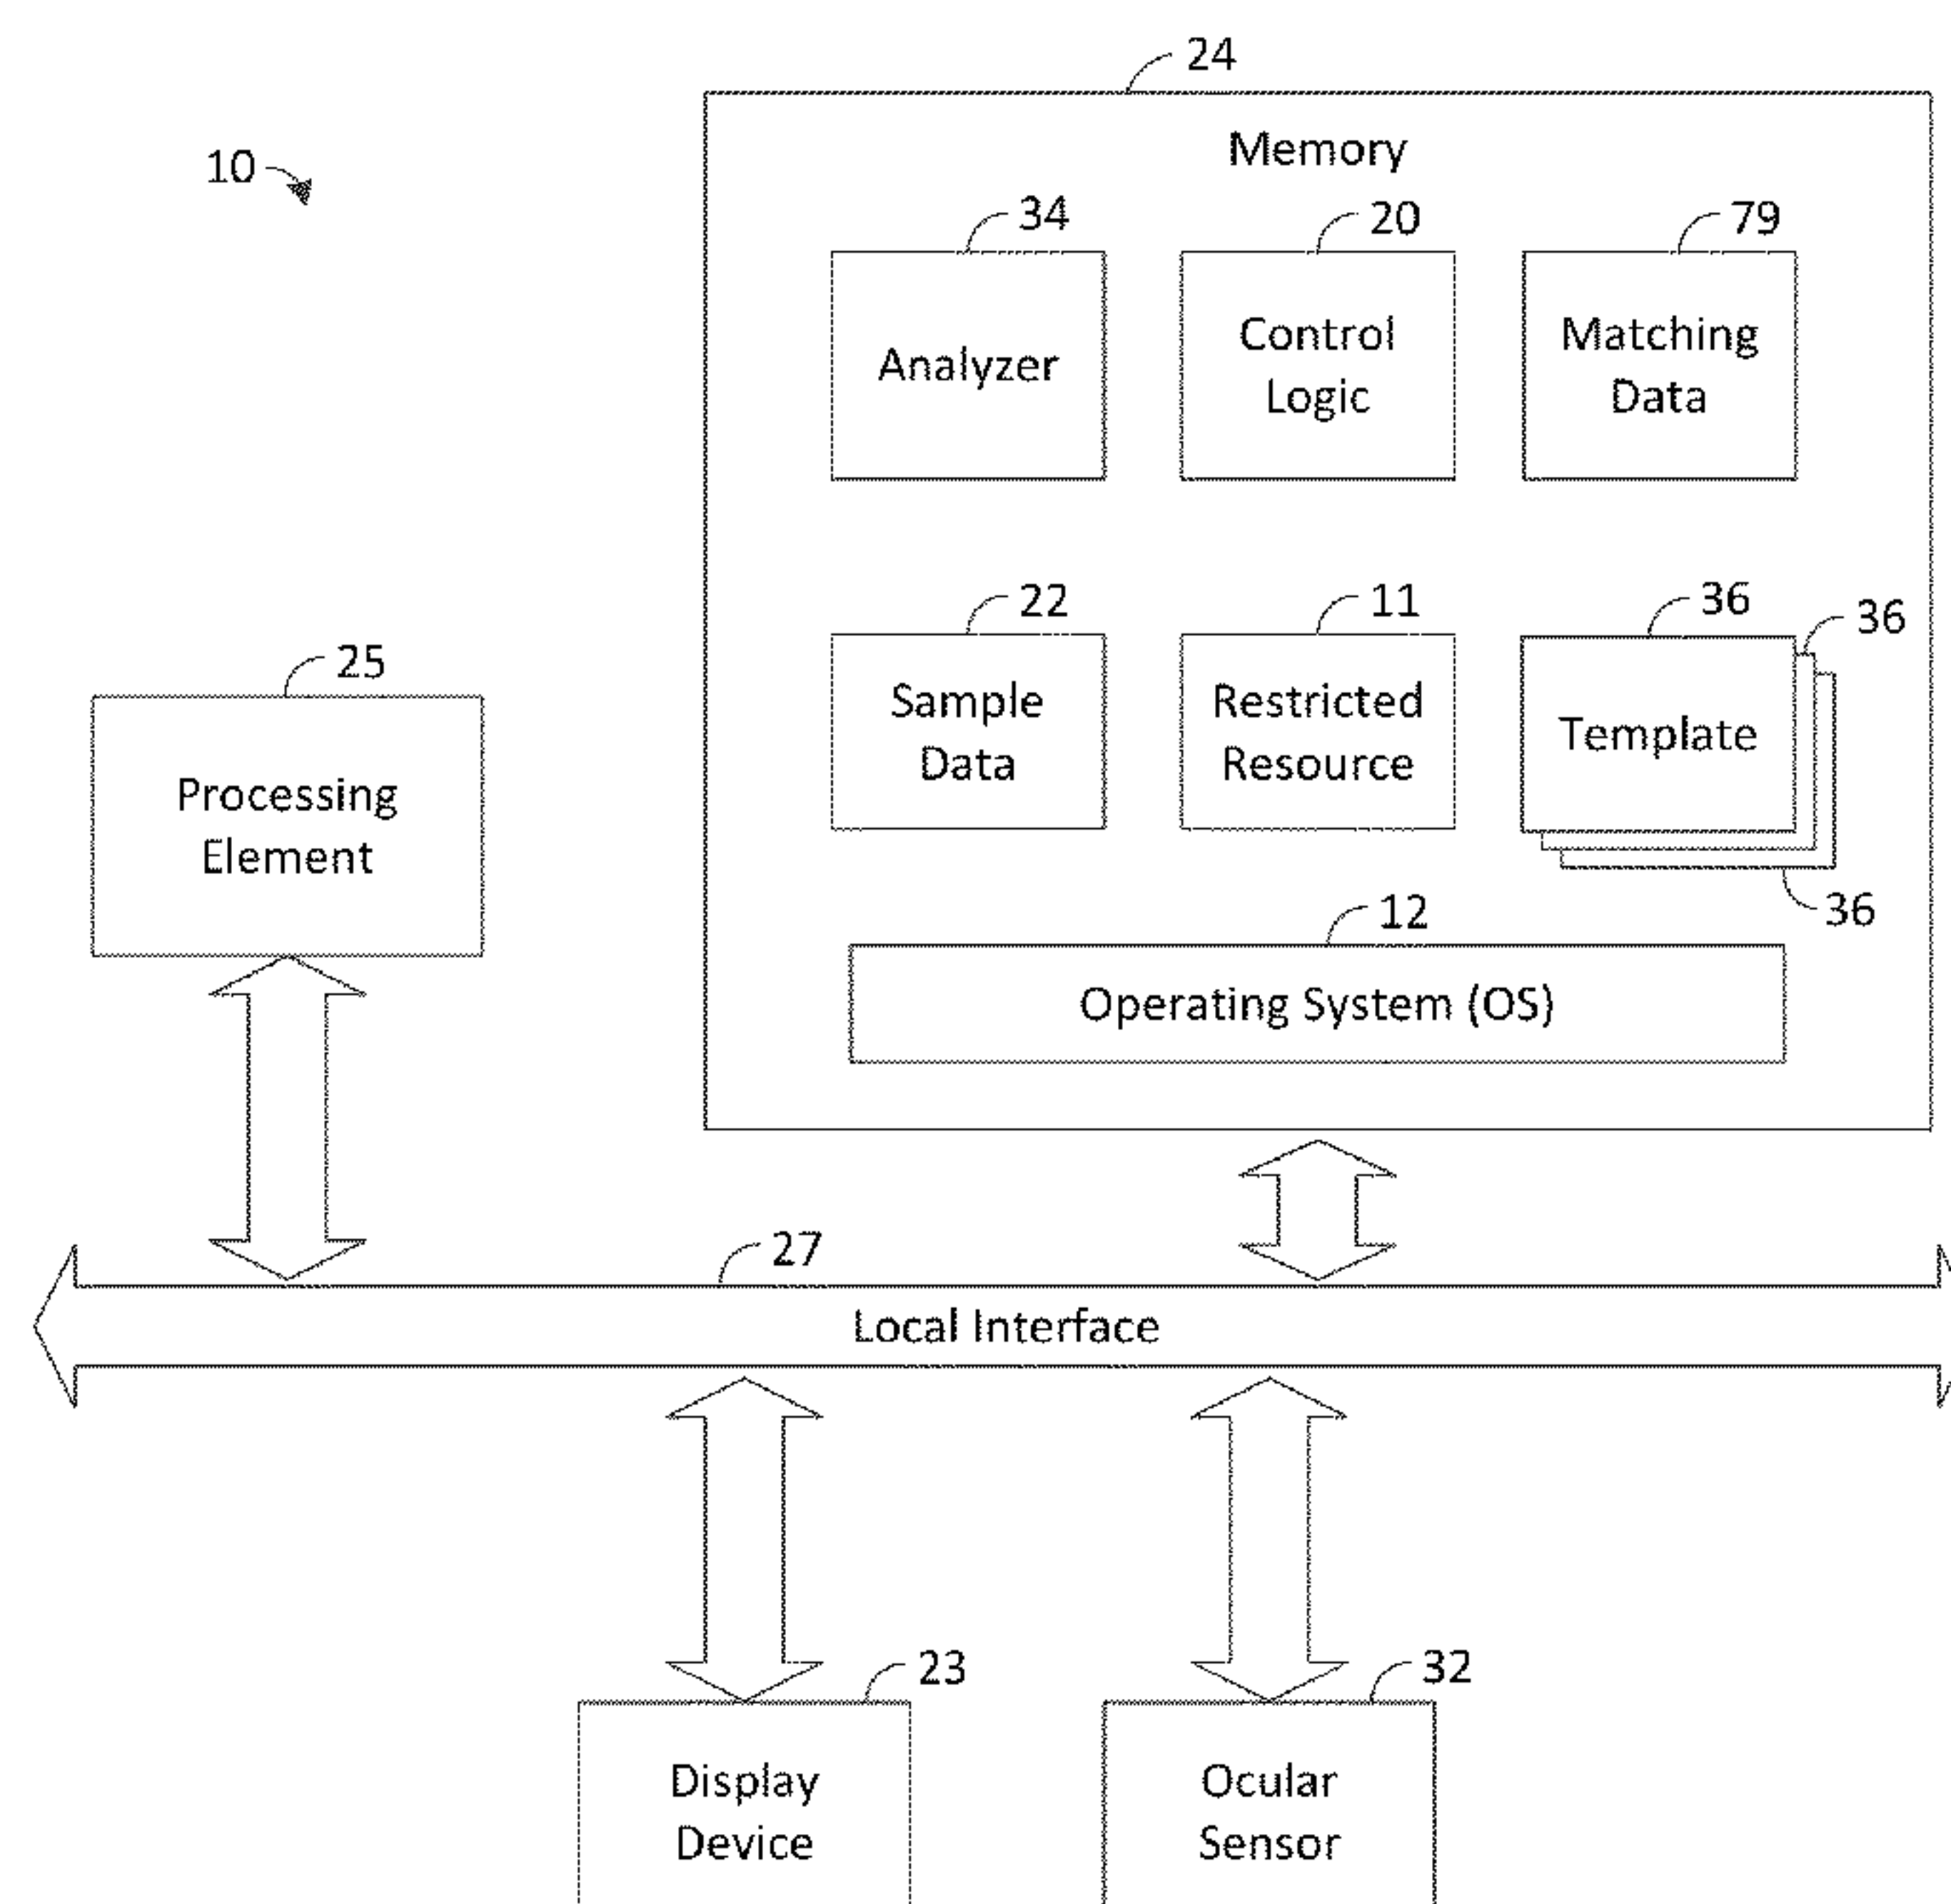 24
10
Memory
34
20
79
Analyzer
Control
Logic
Matching
Data
22
11
36
36
25
Sample
Data
Restricted
Resource
Template
Processing
Element
36
12
Operating System (OS)
27
Local Interface
23
32
Display
Device
Ocular
Sensor